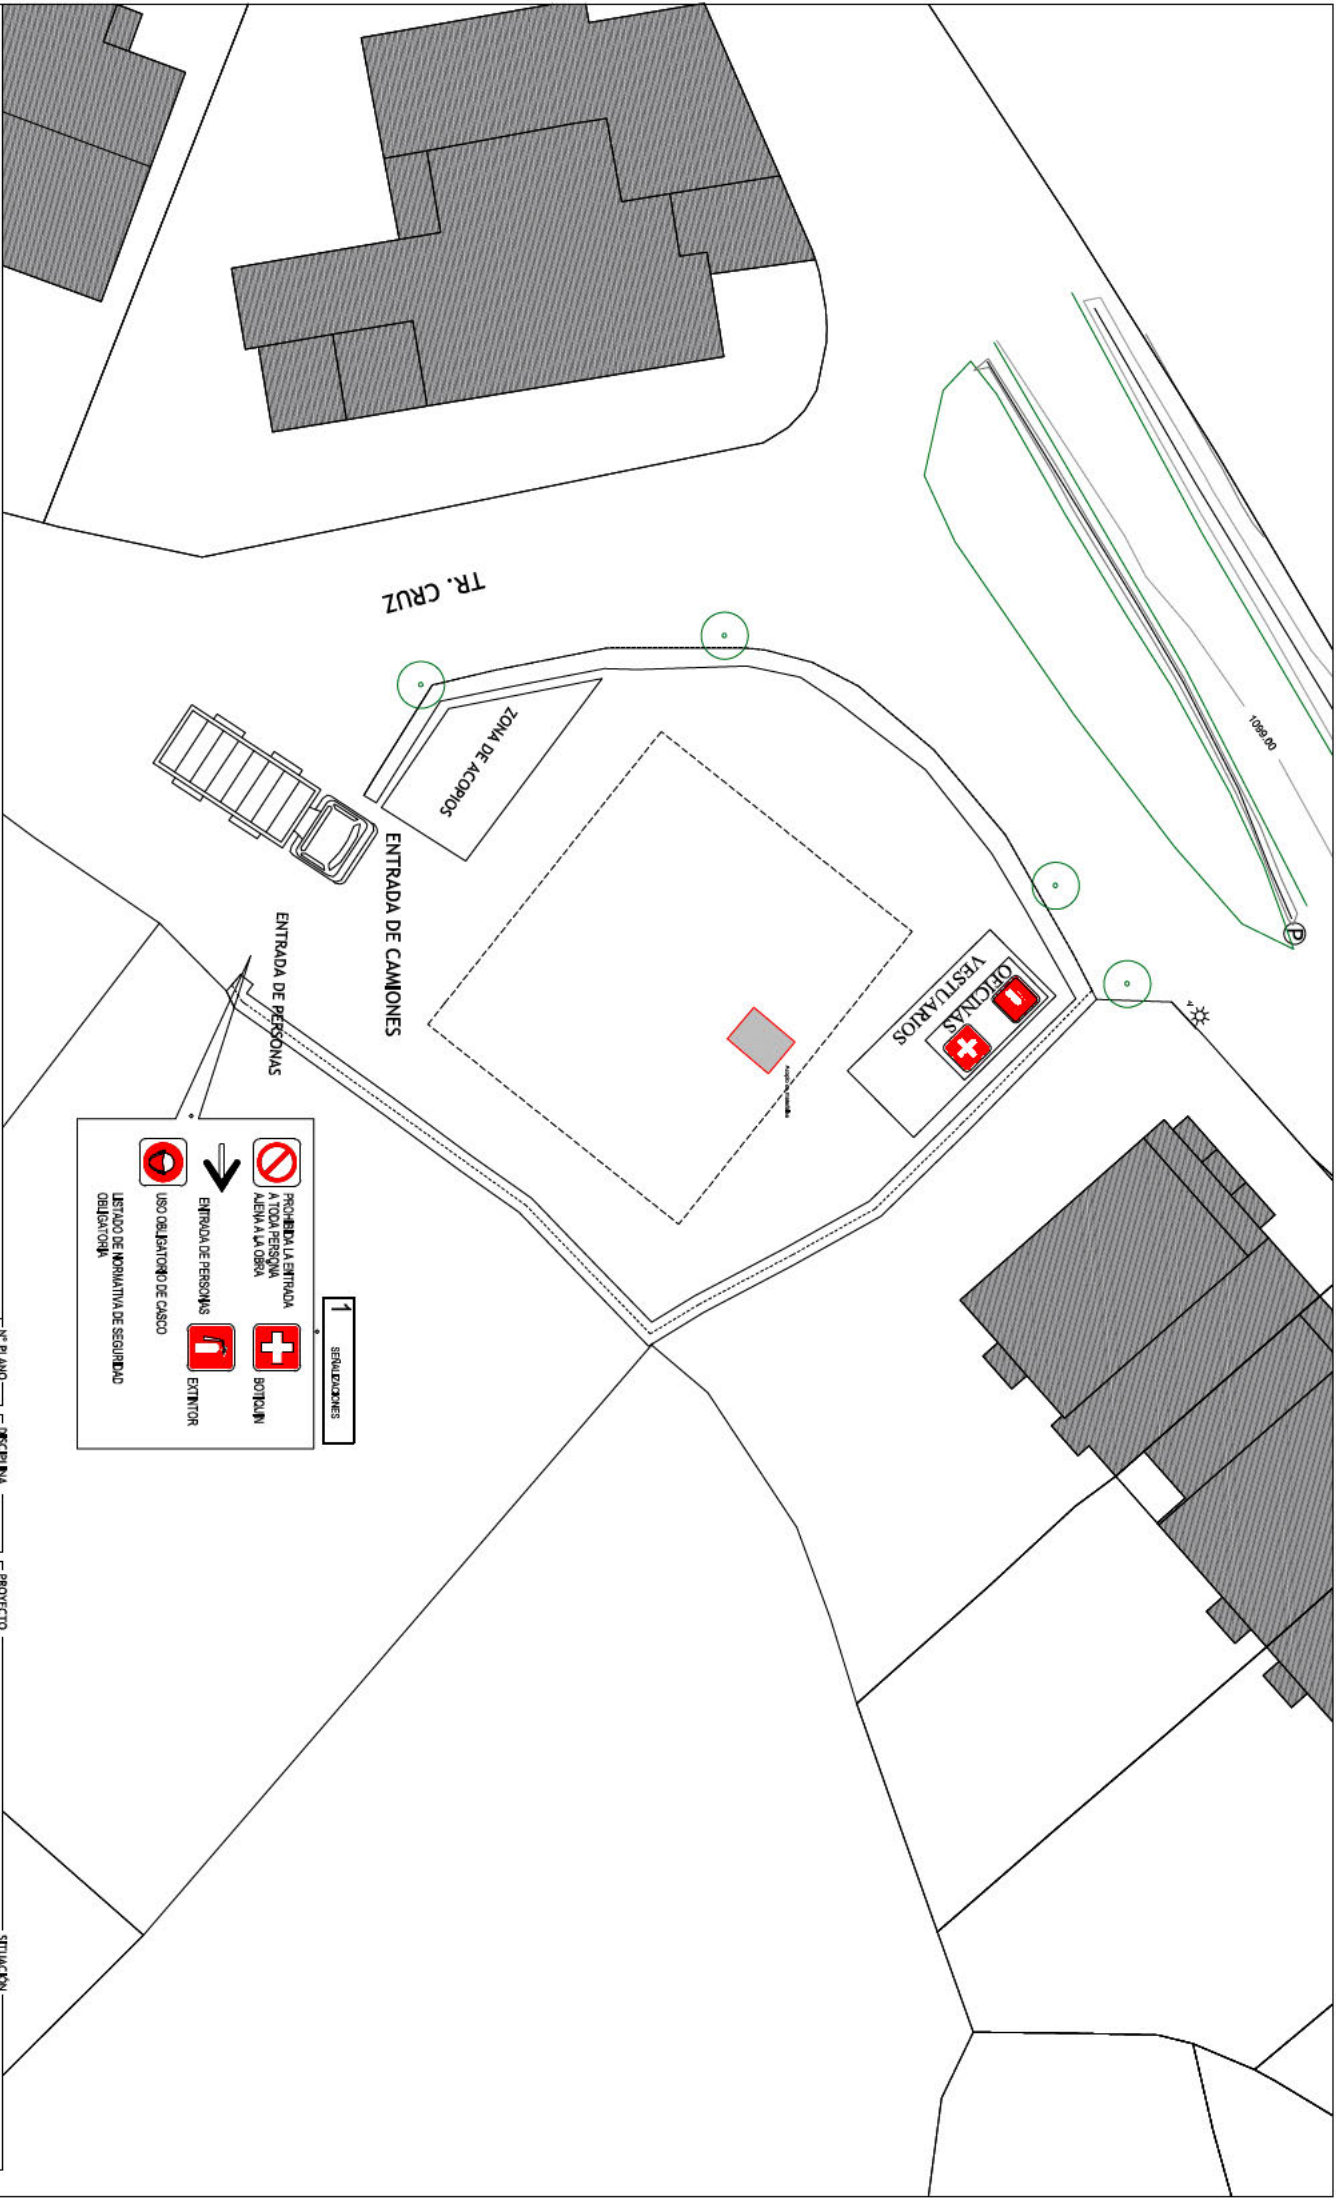 TR. CRUZ
1099.00
P
ZONA DE ACOPIOS
ENTRADA DE CAMIONES
ENTRADA DE PERSONAS
OFICINAS
VESTUARIOS
1
SEÑALIZACIONES
PROHIBIDA LA ENTRADA
A TODA PERSONA
AJENA A LA OBRA
BOTIQUIN
ENTRADA DE PERSONAS
EXTINTOR
USO OBLIGATORIO DE CASCO
LISTADO DE NORMATIVA DE SEGURIDAD
OBLIGATORIA
Nº PLANO
DISCIPLINA
PROYECTO
SITUACIÓN